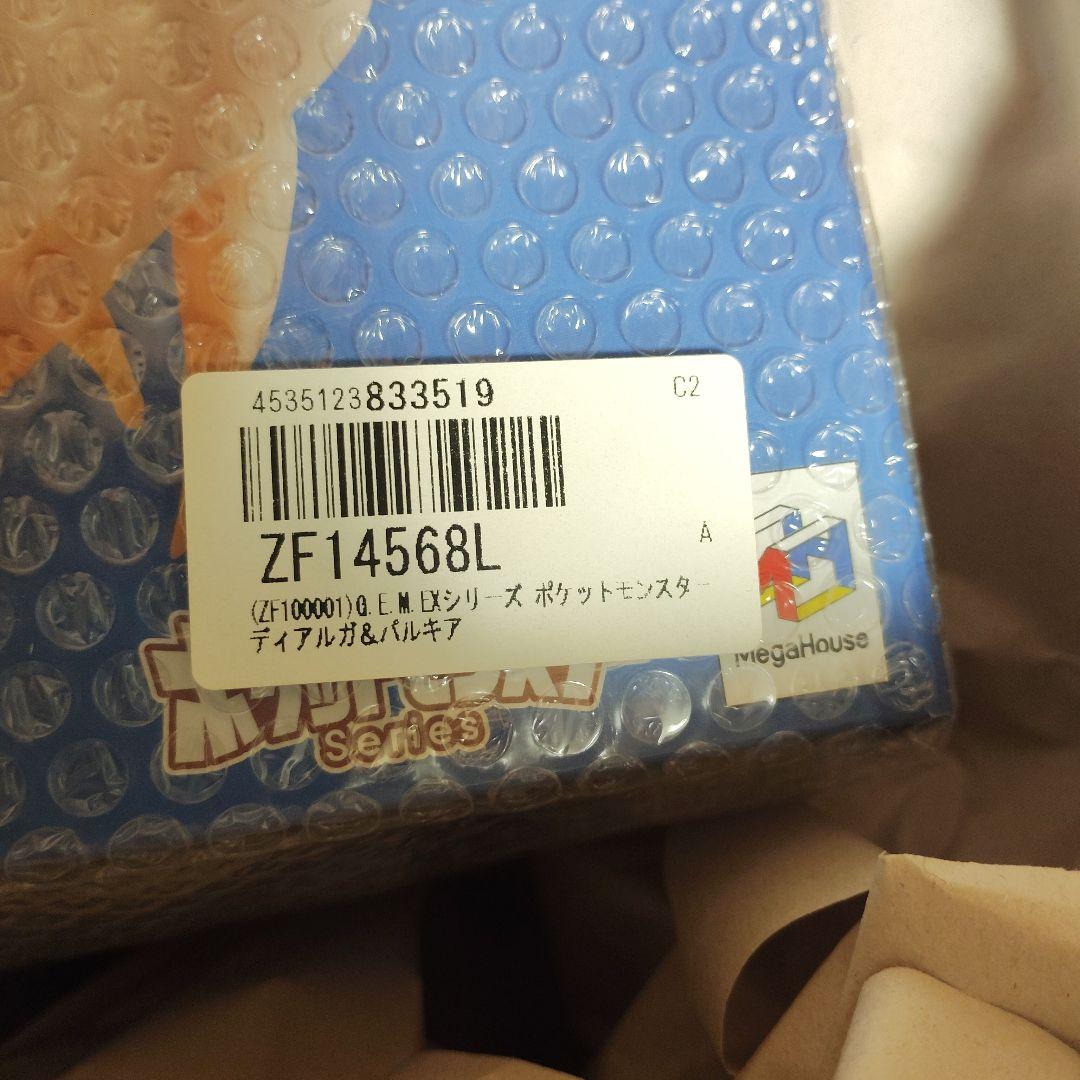 4535123833519
C2
ZF14568L
A
(ZF100001)G.E.M.EXシリーズ ポケットモンスター
ディアルガ&パルキア
MegaHouse
series